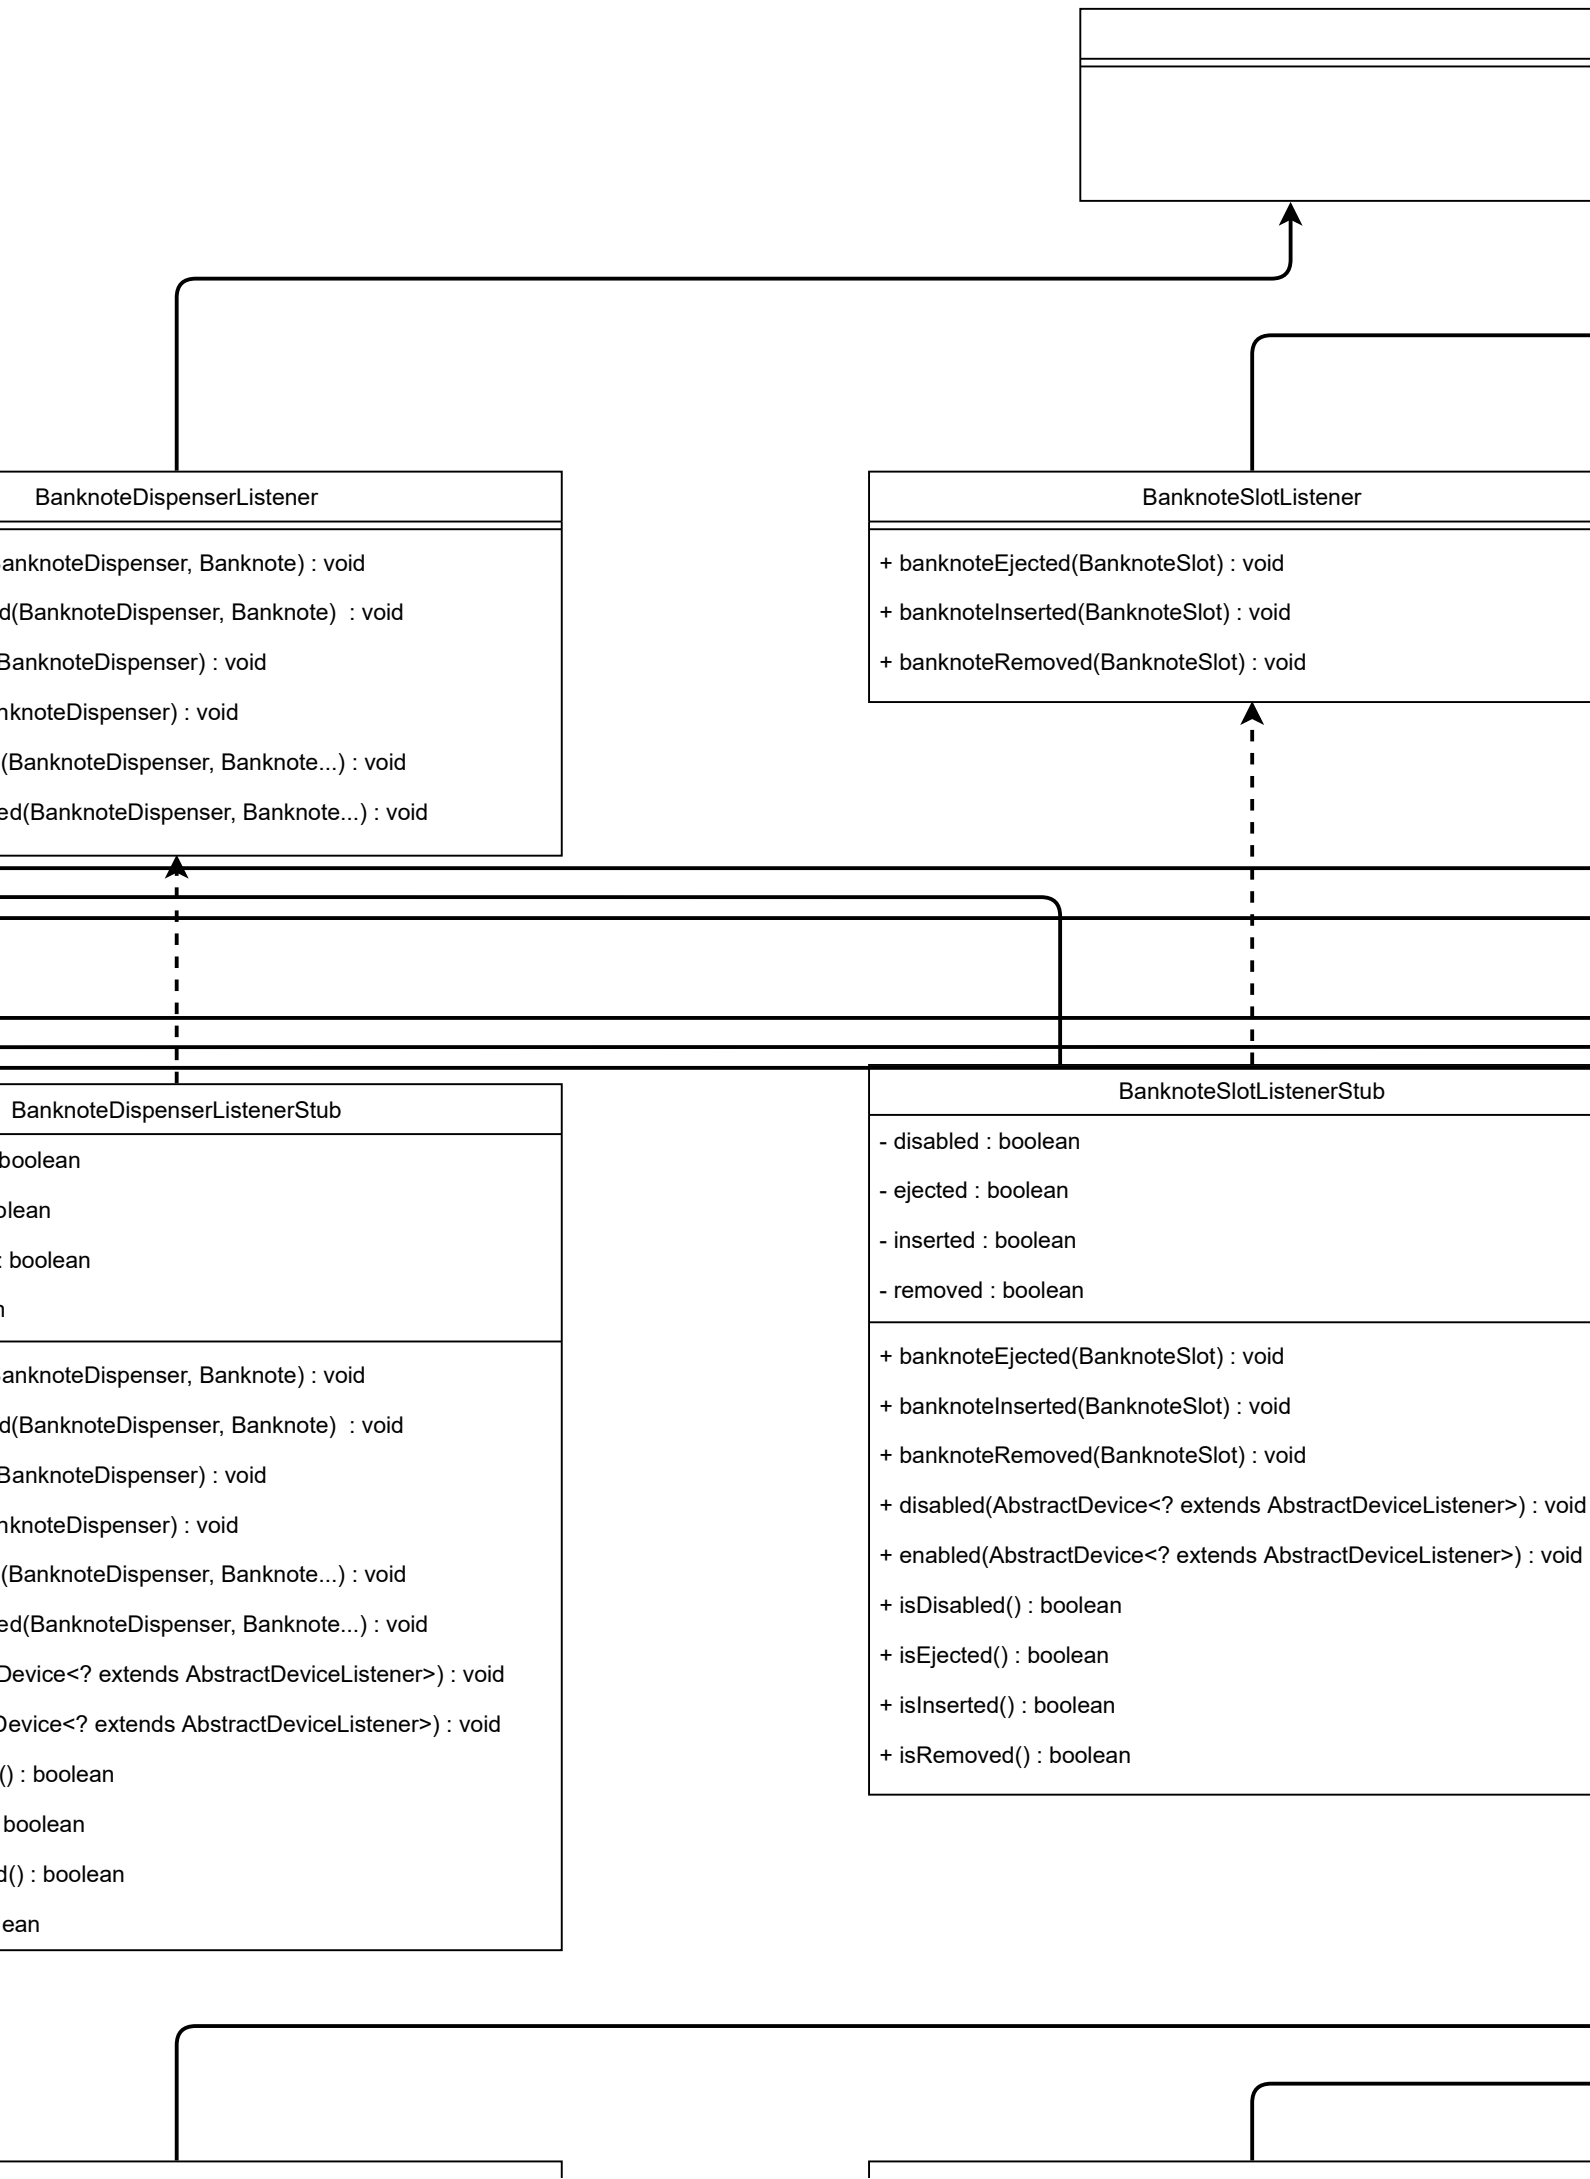 BanknoteDispenserListener
anknoteDispenser, Banknote) : void
d(BanknoteDispenser, Banknote)  : void
BanknoteDispenser) : void
knoteDispenser) : void
(BanknoteDispenser, Banknote...) : void
ed(BanknoteDispenser, Banknote...) : void
BanknoteSlotListener
+ banknoteEjected(BanknoteSlot) : void
+ banknoteInserted(BanknoteSlot) : void
+ banknoteRemoved(BanknoteSlot) : void
BanknoteDispenserListenerStub
boolean
olean
: boolean
n
anknoteDispenser, Banknote) : void
d(BanknoteDispenser, Banknote)  : void
BanknoteDispenser) : void
knoteDispenser) : void
(BanknoteDispenser, Banknote...) : void
ed(BanknoteDispenser, Banknote...) : void
Device<? extends AbstractDeviceListener>) : void
Device<? extends AbstractDeviceListener>) : void
() : boolean
boolean
d() : boolean
ean
BanknoteSlotListenerStub
- disabled : boolean
- ejected : boolean
- inserted : boolean
- removed : boolean
+ banknoteEjected(BanknoteSlot) : void
+ banknoteInserted(BanknoteSlot) : void
+ banknoteRemoved(BanknoteSlot) : void
+ disabled(AbstractDevice<? extends AbstractDeviceListener>) : void
+ enabled(AbstractDevice<? extends AbstractDeviceListener>) : void
+ isDisabled() : boolean
+ isEjected() : boolean
+ isInserted() : boolean
+ isRemoved() : boolean